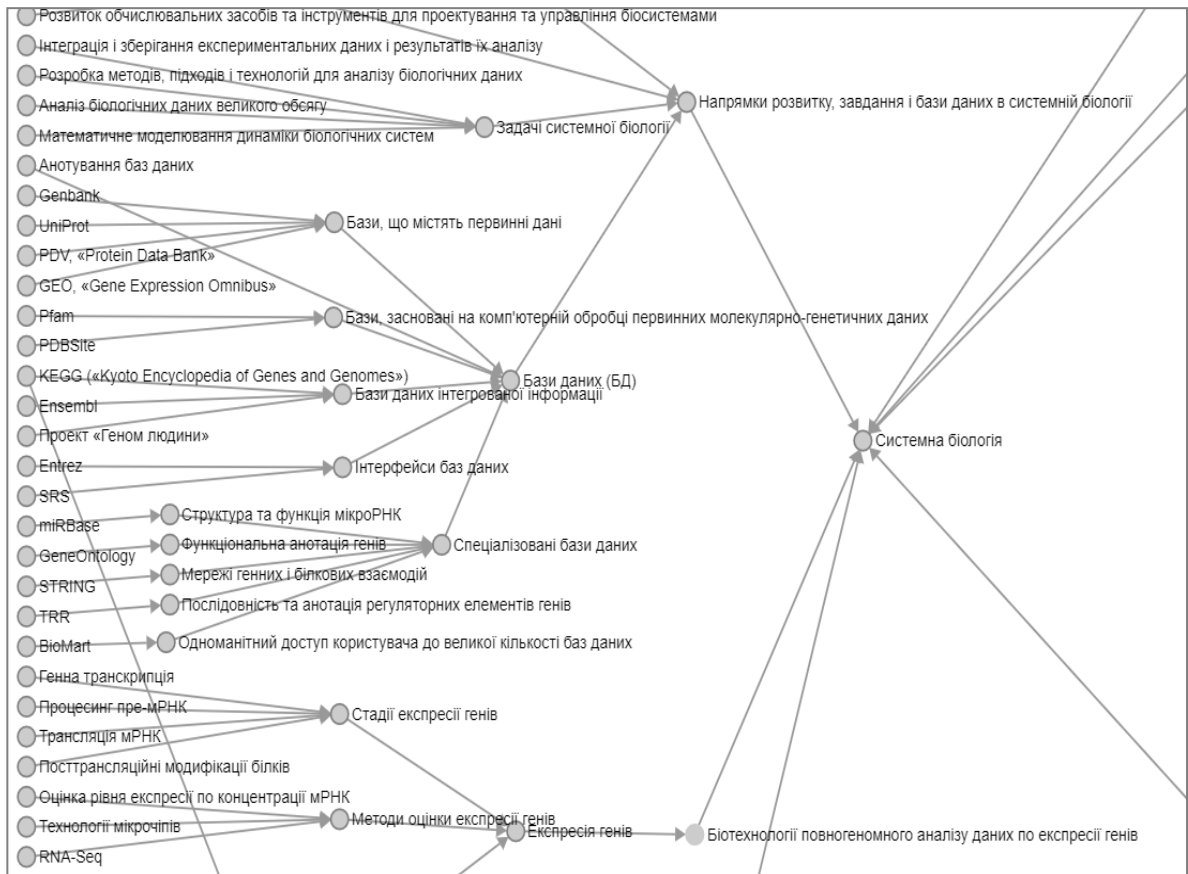 Розвиток обчислювальних засобів та інструментів для проектування та управління біосистемами
Інтеграція і зберігання експериментальних даних і результатів їх аналізу
Розробка методів, підходів і технологій для аналізу біологічних даних
Аналіз біологічних даних великого обсягу
Математичне моделювання динаміки біологічних систем
Анотування баз даних
Genbank
UniProt
PDV, «Protein Data Bank»
GEO, «Gene Expression Omnibus»
Pfam
PDBSite
KEGG («Kyoto Encyclopedia of Genes and Genomes»)
Ensembl
Проект «Геном людини»
Entrez
SRS
miRBase
GeneOntology
STRING
TRR
BioMart
Генна транскрипція
Процесинг пре-мРНК
Трансляція мРНК
Посттрансляційні модифікації білків
Оцінка рівня експресії по концентрації мРНК
Технології мікрочіпів
RNA-Seq
Структура та функція мікроРНК
Функціональна анотація генів
Мережі генних і білкових взаємодій
Послідовність та анотація регуляторних елементів генів
Одноманітний доступ користувача до великої кількості баз даних
Бази, що містять первинні дані
Бази, засновані на комп'ютерній обробці первинних молекулярно-генетичних даних
Бази даних інтегрованої інформації
Інтерфейси баз даних
Спеціалізовані бази даних
Стадії експресії генів
Методи оцінки експресії генів
Задачі системної біології
Бази даних (БД)
Експресія генів
Напрямки розвитку, завдання і бази даних в системній біології
Біотехнології повногеномного аналізу даних по експресії генів
Системна біологія